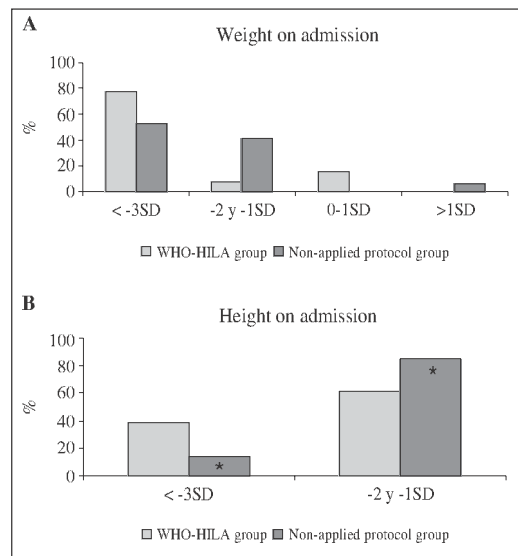 A
Weight on admission
100
80
60
40
20
0
%
< -3SD -2 y -1SD 0-1SD >1SD
WHO-HILA group Non-applied protocol group
B
Height on admission
100
80
60
40
20
0
%
*
*
< -3SD -2 y -1SD
WHO-HILA group Non-applied protocol group